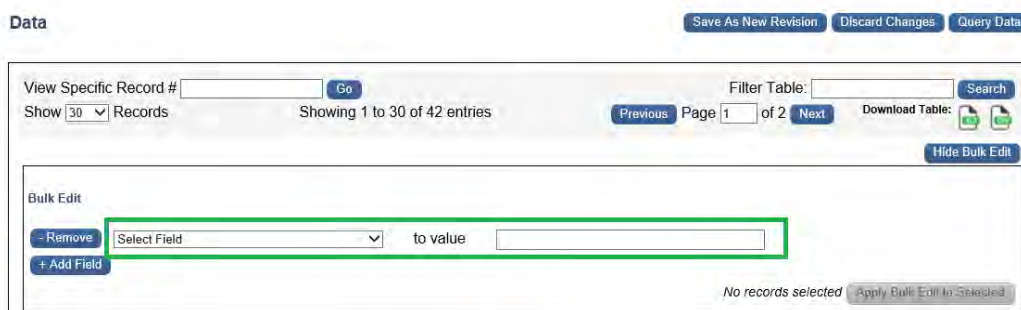 Data Save As New Revision Discard Changes Query Data
View Specific Record # Go Filter Table: Search
Show 30 Records Showing 1 to 30 of 42 entries Previous Page 1 of 2 Next Download Table:
Hide Bulk Edit
Bulk Edit
- Remove Select Field to value
+ Add Field
No records selected Apply Bulk Edit to Selected